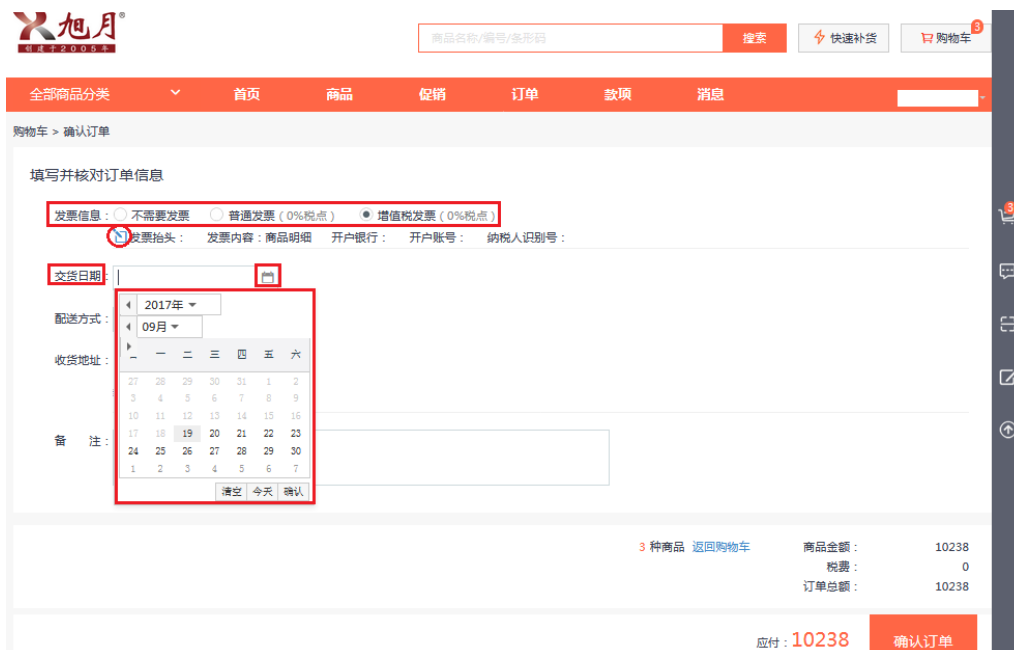 旭月®
创建于2005年
商品名称/编号/条形码 搜索 快速补货 购物车 3
全部商品分类 首页 商品 促销 订单 款项 消息
购物车 > 确认订单
填写并核对订单信息
发票信息： 不需要发票 普通发票（0%税点） 增值税发票（0%税点）
发票抬头： 发票内容：商品明细 开户银行： 开户账号： 纳税人识别号：
3
交货日期：
2017年
配送方式：
09月
收货地址：
一 二 三 四 五 六
27 28 29 30 31 1 2
3 4 5 6 7 8 9
10 11 12 13 14 15 16
17 18 19 20 21 22 23
备 注：
24 25 26 27 28 29 30
1 2 3 4 5 6 7
清空 今天 确认
3 种商品 返回购物车 商品金额： 10238
税费： 0
订单总额： 10238
应付：10238 确认订单